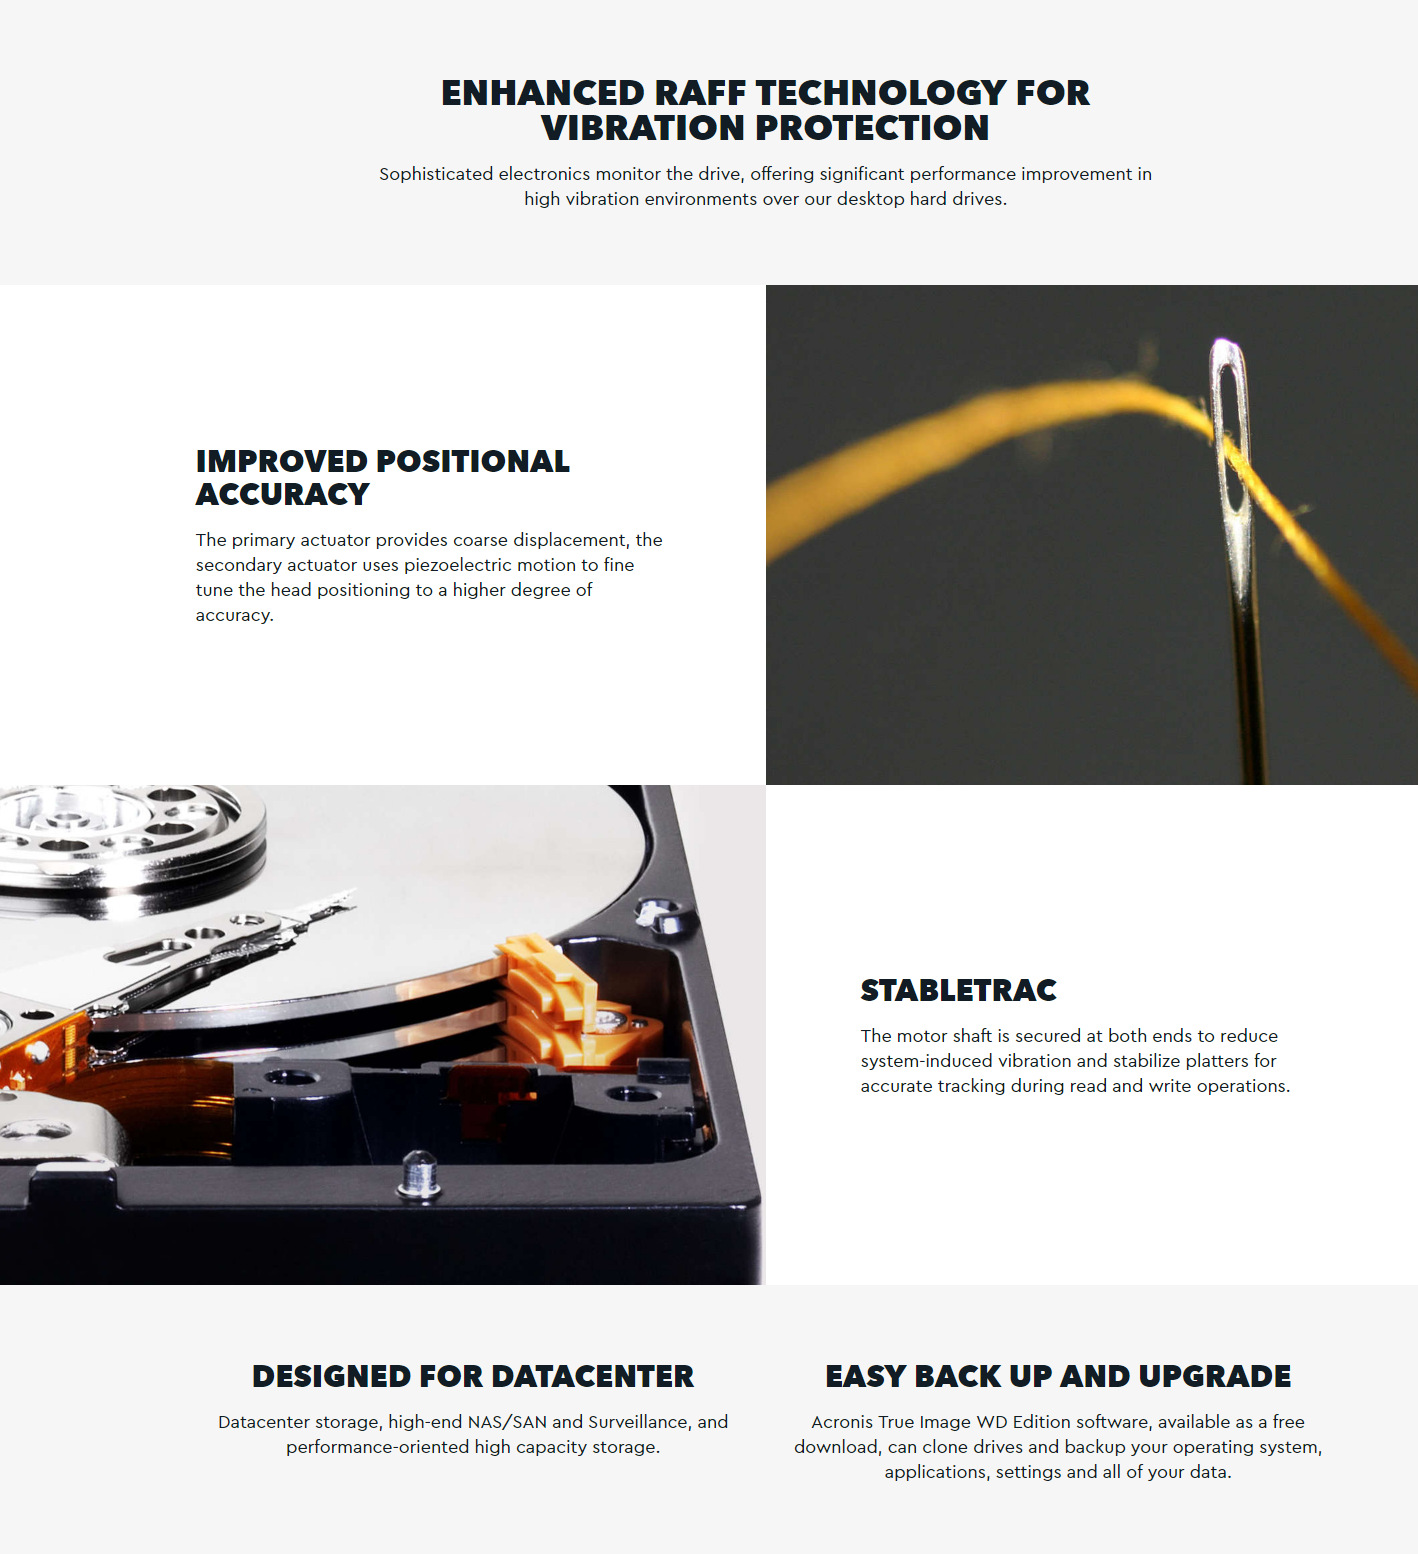 ENHANCED RAFF TECHNOLOGY FOR
VIBRATION PROTECTION
Sophisticated electronics monitor the drive, offering significant performance improvement in
high vibration environments over our desktop hard drives.
IMPROVED POSITIONAL
ACCURACY
The primary actuator provides coarse displacement, the
secondary actuator uses piezoelectric motion to fine
tune the head positioning to a higher degree of
accuracy.
STABLETRAC
The motor shaft is secured at both ends to reduce
system-induced vibration and stabilize platters for
accurate tracking during read and write operations.
DESIGNED FOR DATACENTER
Datacenter storage, high-end NAS/SAN and Surveillance, and
performance-oriented high capacity storage.
EASY BACK UP AND UPGRADE
Acronis True Image WD Edition software, available as a free
download, can clone drives and backup your operating system,
applications, settings and all of your data.